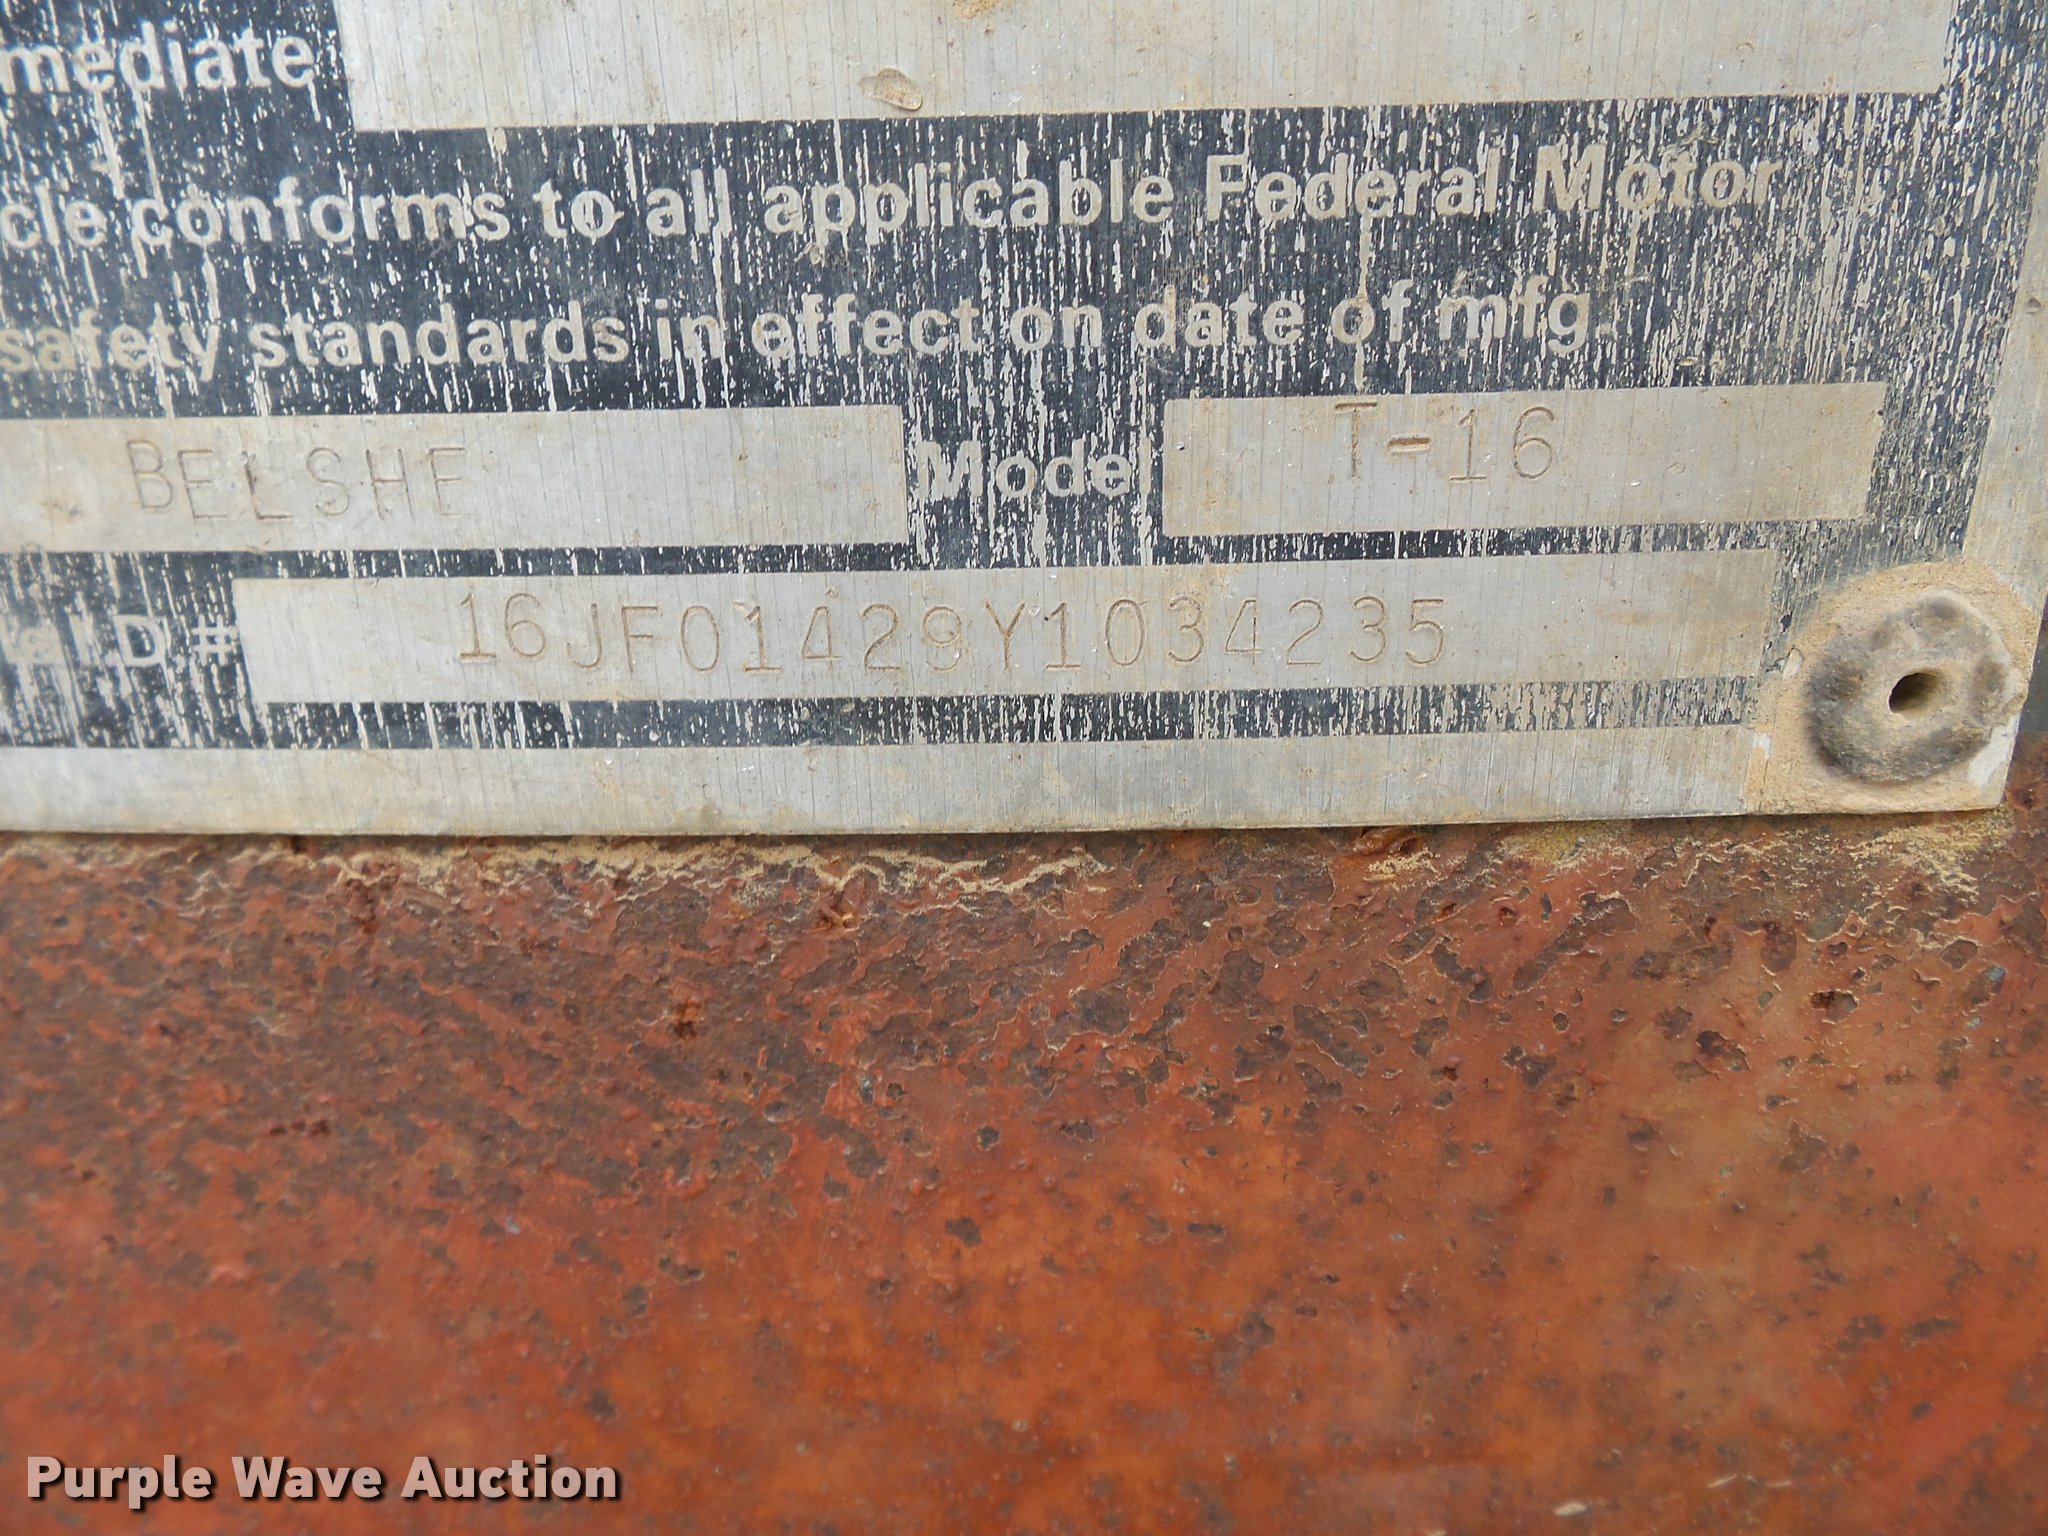 mediate
cle conforms to all applicable Federal Motor
safety standards in effect on date of mfg.
BELSHE Model T-16
I.D.# 16JF01429Y1034235
Purple Wave Auction